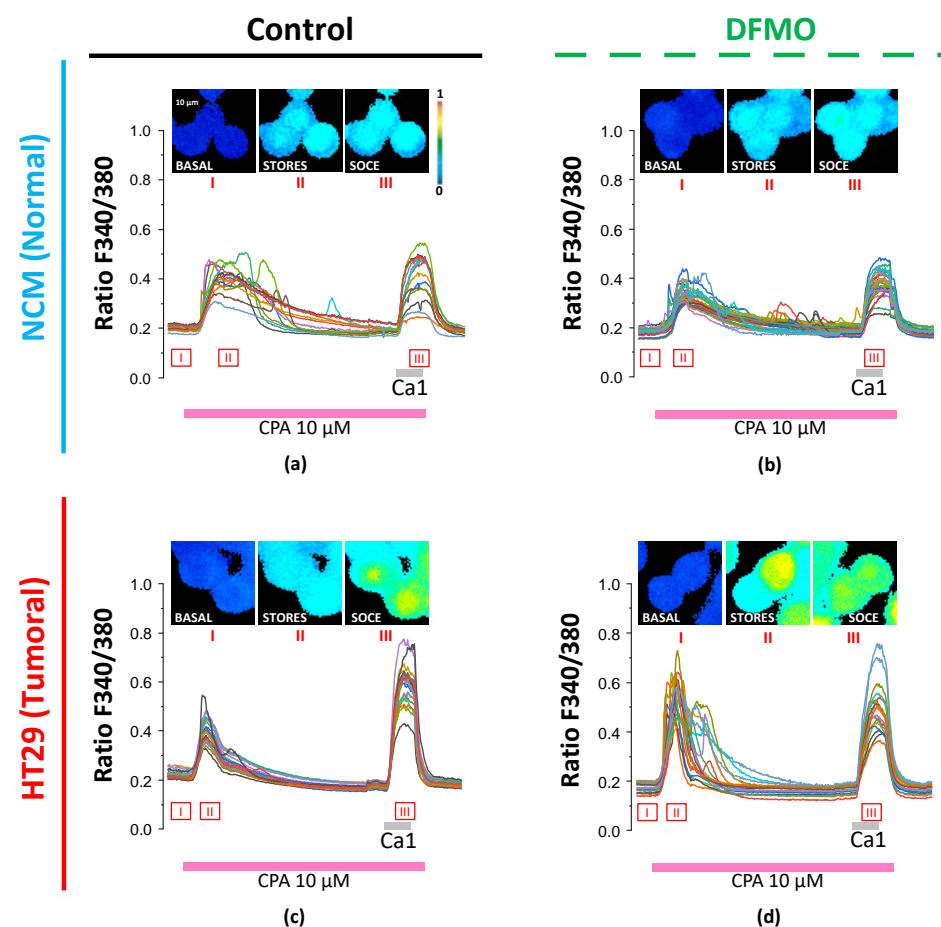 Control
DFMO
NCM (Normal)
HT29 (Tumoral)
Ratio F340/380
1.0
0.8
0.6
0.4
0.2
0.0
10 µm
BASAL
STORES
SOCE
1
0
I
II
III
I
II
III
Ca1
CPA 10 µM
(a)
Ratio F340/380
1.0
0.8
0.6
0.4
0.2
0.0
BASAL
STORES
SOCE
I
II
III
I
II
III
Ca1
CPA 10 µM
(b)
Ratio F340/380
1.0
0.8
0.6
0.4
0.2
0.0
BASAL
STORES
SOCE
I
II
III
I
II
III
Ca1
CPA 10 µM
(c)
Ratio F340/380
1.0
0.8
0.6
0.4
0.2
0.0
BASAL
STORES
SOCE
I
II
III
I
II
III
Ca1
CPA 10 µM
(d)